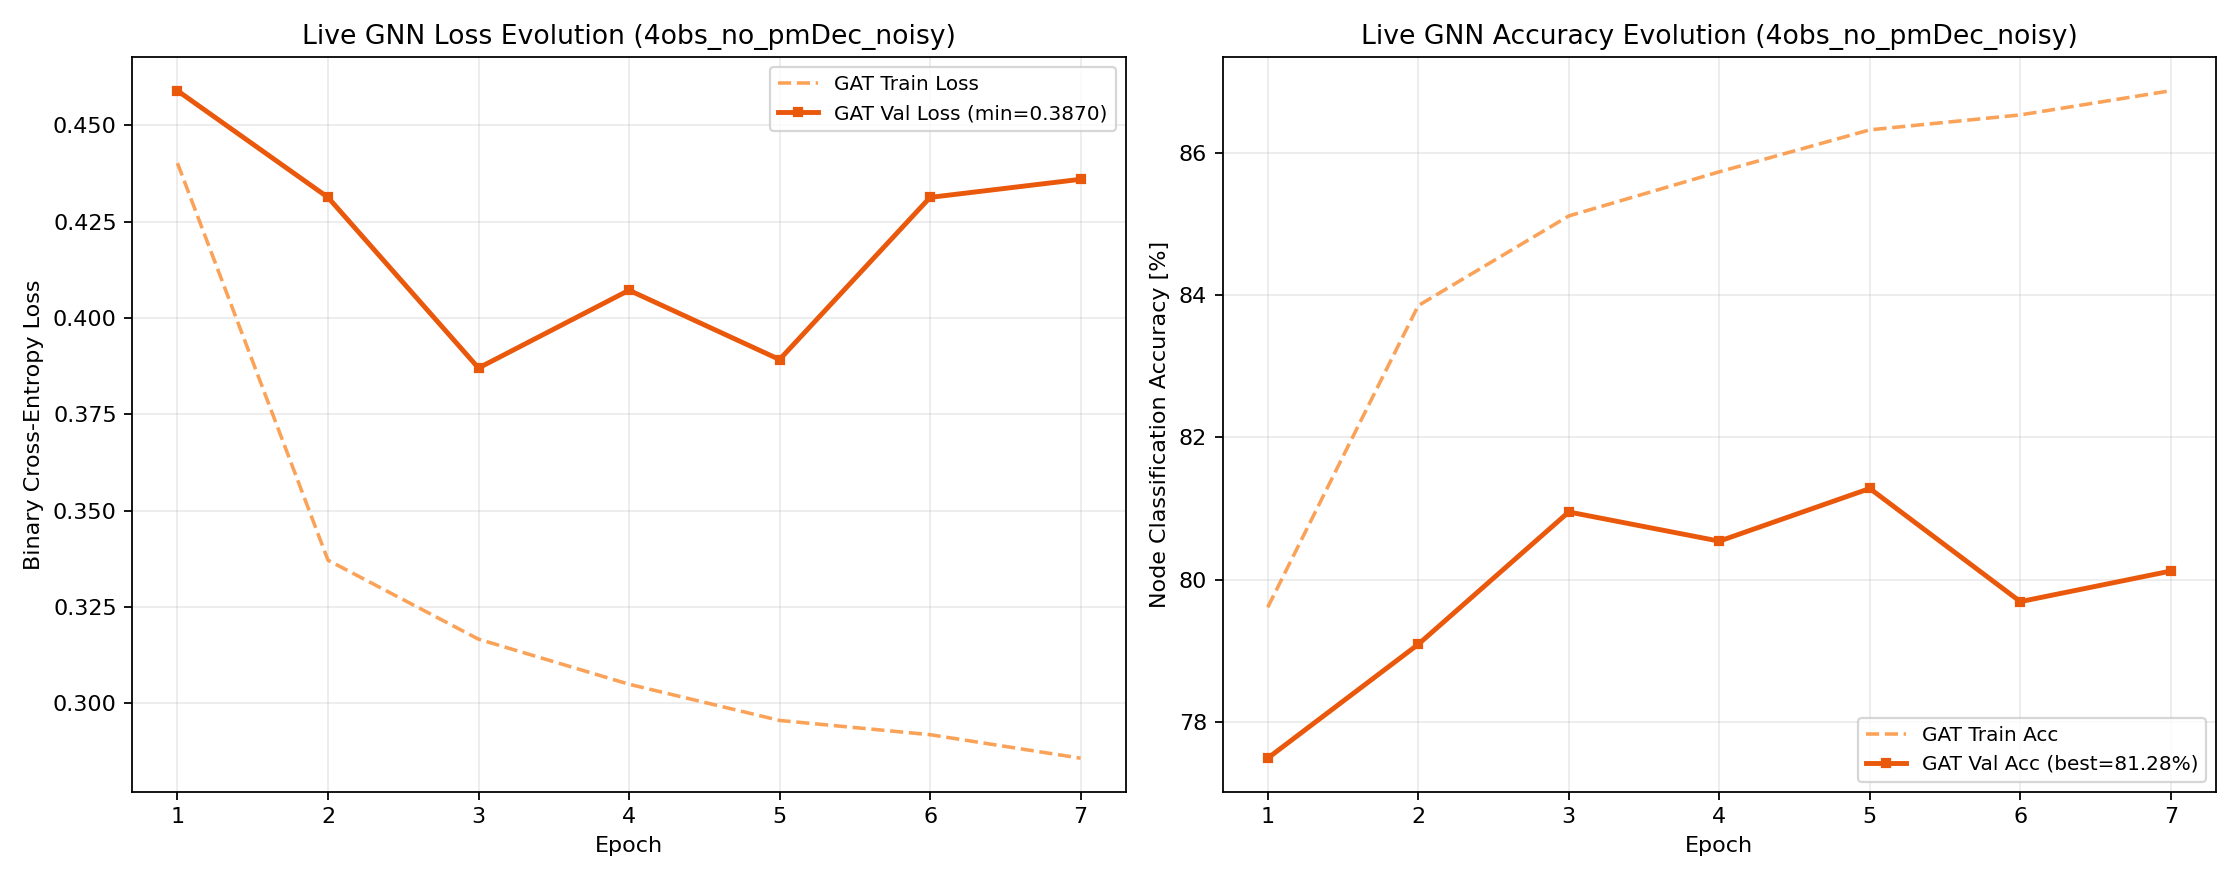 Live GNN Loss Evolution (4obs_no_pmDec_noisy)
GAT Train Loss
GAT Val Loss (min=0.3870)
0.450
0.425
0.400
0.375
0.350
0.325
0.300
Binary Cross-Entropy Loss
1 2 3 4 5 6 7
Epoch
Live GNN Accuracy Evolution (4obs_no_pmDec_noisy)
86
84
82
80
78
Node Classification Accuracy [%]
GAT Train Acc
GAT Val Acc (best=81.28%)
1 2 3 4 5 6 7
Epoch